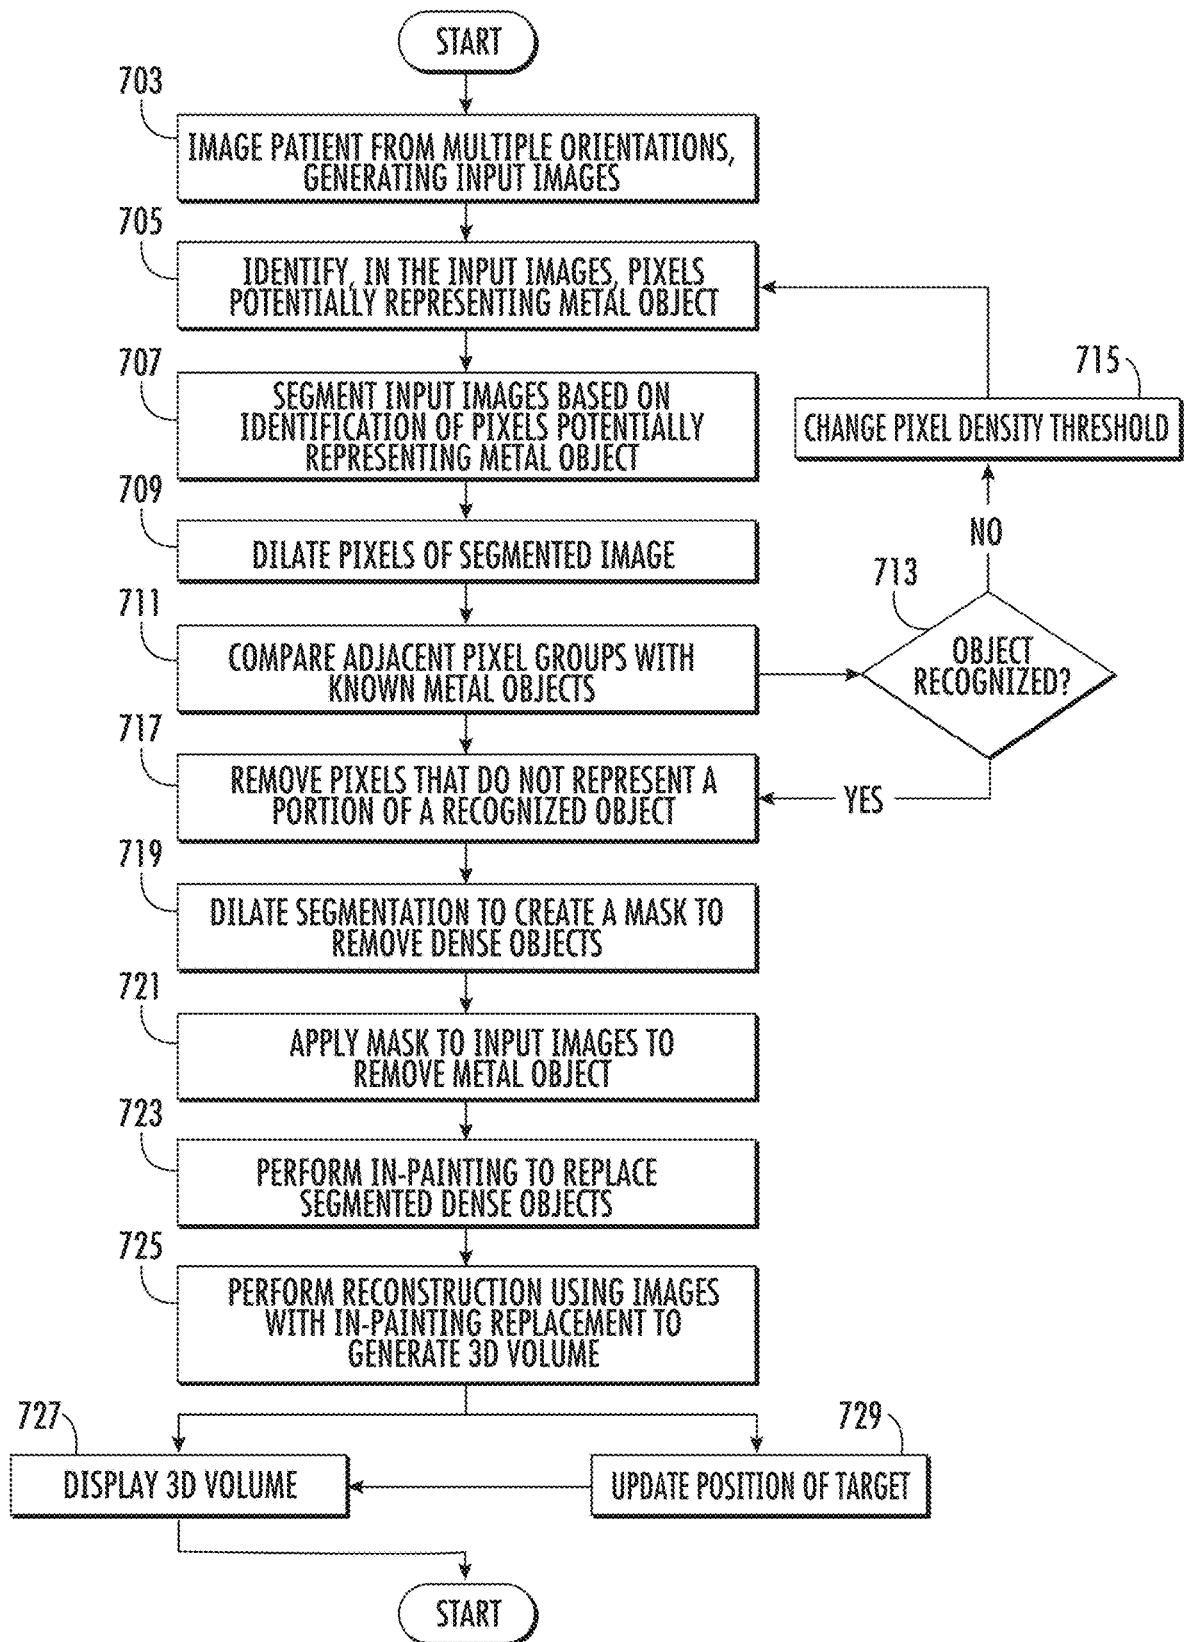 START
703
IMAGE PATIENT FROM MULTIPLE ORIENTATIONS,
GENERATING INPUT IMAGES
705
IDENTIFY, IN THE INPUT IMAGES, PIXELS
POTENTIALLY REPRESENTING METAL OBJECT
707
SEGMENT INPUT IMAGES BASED ON
IDENTIFICATION OF PIXELS POTENTIALLY
REPRESENTING METAL OBJECT
715
CHANGE PIXEL DENSITY THRESHOLD
709
DILATE PIXELS OF SEGMENTED IMAGE
NO
711
COMPARE ADJACENT PIXEL GROUPS WITH
KNOWN METAL OBJECTS
713
OBJECT
RECOGNIZED?
717
REMOVE PIXELS THAT DO NOT REPRESENT A
PORTION OF A RECOGNIZED OBJECT
YES
719
DILATE SEGMENTATION TO CREATE A MASK TO
REMOVE DENSE OBJECTS
721
APPLY MASK TO INPUT IMAGES TO
REMOVE METAL OBJECT
723
PERFORM IN-PAINTING TO REPLACE
SEGMENTED DENSE OBJECTS
725
PERFORM RECONSTRUCTION USING IMAGES
WITH IN-PAINTING REPLACEMENT TO
GENERATE 3D VOLUME
727
DISPLAY 3D VOLUME
729
UPDATE POSITION OF TARGET
START